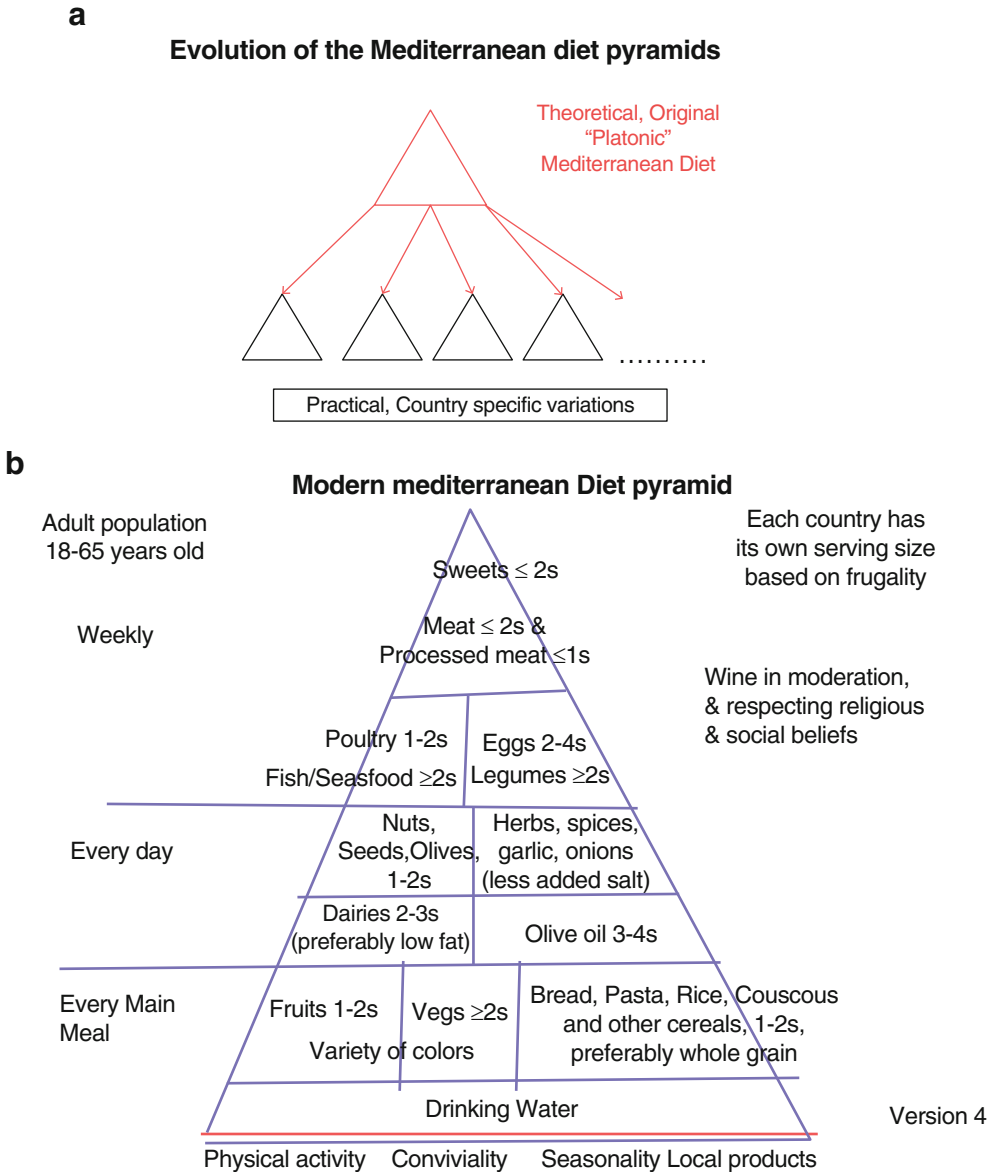 a
Evolution of the Mediterranean diet pyramids
Theoretical, Original
“Platonic”
Mediterranean Diet
..........
Practical, Country specific variations
b
Modern mediterranean Diet pyramid
Adult population
18-65 years old
Each country has
its own serving size
based on frugality
Sweets ≤ 2s
Weekly
Meat ≤ 2s &
Processed meat ≤1s
Wine in moderation,
& respecting religious
& social beliefs
Poultry 1-2s
Fish/Seasfood ≥2s
Eggs 2-4s
Legumes ≥2s
Every day
Nuts,
Seeds,Olives,
1-2s
Herbs, spices,
garlic, onions
(less added salt)
Dairies 2-3s
(preferably low fat)
Olive oil 3-4s
Every Main
Meal
Fruits 1-2s
Vegs ≥2s
Variety of colors
Bread, Pasta, Rice, Couscous
and other cereals, 1-2s,
preferably whole grain
Drinking Water
Version 4
Physical activity Conviviality Seasonality Local products